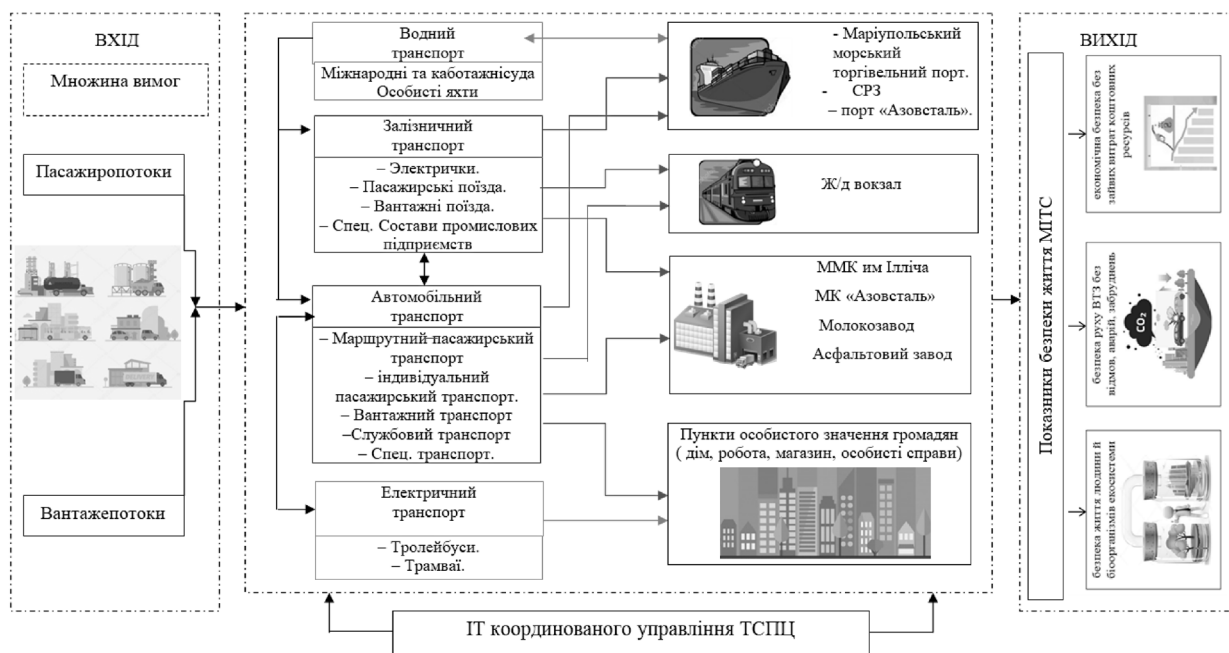 ВХІД
Множина вимог
Пасажиропотоки
Вантажепотоки
Водний
транспорт
Міжнародні та каботажнісуда
Особисті яхти
Залізничний
транспорт
– Электрички.
– Пасажирські поїзда.
– Вантажні поїзда.
– Спец. Состави промислових
підприємств
Автомобільний
транспорт
– Маршрутний-пасажирський
транспорт
– індивідуальний
пасажирський транспорт.
– Вантажний транспорт
–Службовий транспорт
– Спец. транспорт.
Електричний
транспорт
– Тролейбуси.
– Трамваї.
- Маріупольський
морський
торгівельний порт.
- СРЗ
– порт «Азовсталь».
Ж/д вокзал
ММК им Ілліча
МК «Азовсталь»
Молокозавод
Асфальтовий завод
Пункти особистого значення громадян
( дім, робота, магазин, особисті справи)
ІТ координованого управління ТСПЦ
ВИХІД
Показники безпеки життя МІТС
економічна безпека без
зайвих витрат коштовних
ресурсів
безпека руху ВТЗ без
відмов, аварій, забруднень
CO₂
безпека життя людини й
біоорганізмів екосистеми